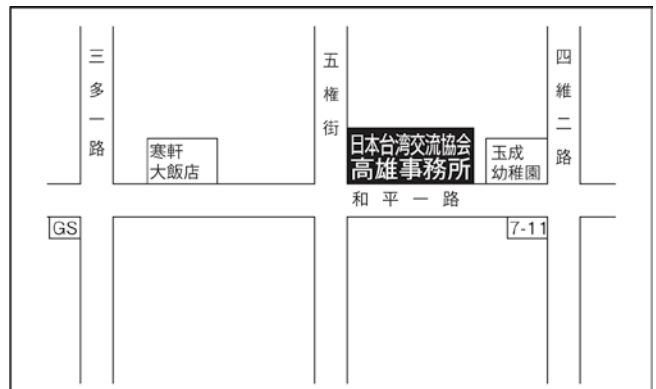 三多一路
五権街
四維二路
寒軒
大飯店
日本台湾交流協会
高雄事務所
玉成
幼稚園
和平一路
GS
7-11